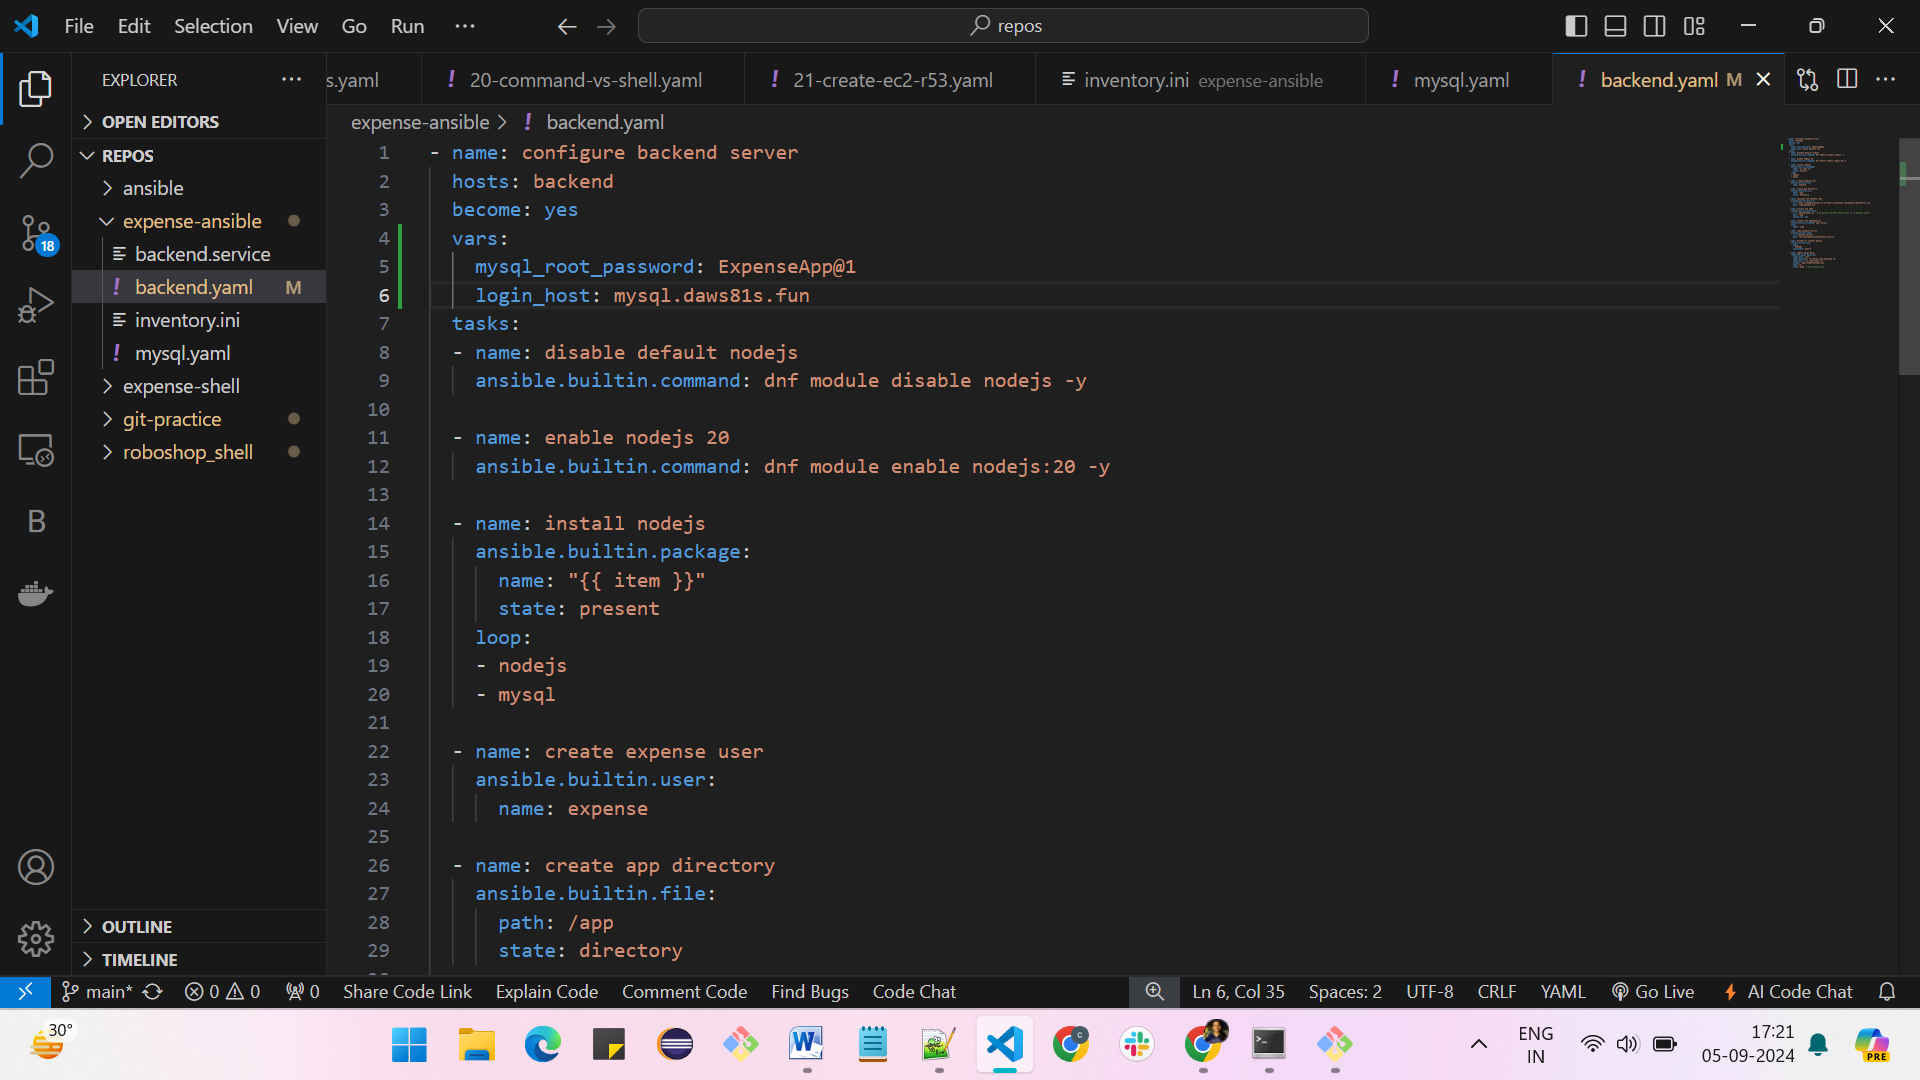 File Edit Selection View Go Run ··· repos
EXPLORER
s.yaml ! 20-command-vs-shell.yaml ! 21-create-ec2-r53.yaml inventory.ini expense-ansible ! mysql.yaml ! backend.yaml M
OPEN EDITORS
REPOS
ansible
expense-ansible
backend.service
! backend.yaml M
inventory.ini
! mysql.yaml
expense-shell
git-practice
roboshop_shell
18
B
OUTLINE
TIMELINE
expense-ansible > ! backend.yaml
1 - name: configure backend server
2 hosts: backend
3 become: yes
4 vars:
5 mysql_root_password: ExpenseApp@1
6 login_host: mysql.daws81s.fun
7 tasks:
8 - name: disable default nodejs
9 ansible.builtin.command: dnf module disable nodejs -y
10
11 - name: enable nodejs 20
12 ansible.builtin.command: dnf module enable nodejs:20 -y
13
14 - name: install nodejs
15 ansible.builtin.package:
16 name: "{{ item }}"
17 state: present
18 loop:
19 - nodejs
20 - mysql
21
22 - name: create expense user
23 ansible.builtin.user:
24 name: expense
25
26 - name: create app directory
27 ansible.builtin.file:
28 path: /app
29 state: directory
main* 0 0 0 Share Code Link Explain Code Comment Code Find Bugs Code Chat Ln 6, Col 35 Spaces: 2 UTF-8 CRLF YAML Go Live AI Code Chat
30°
ENG
IN
17:21
05-09-2024
PRE